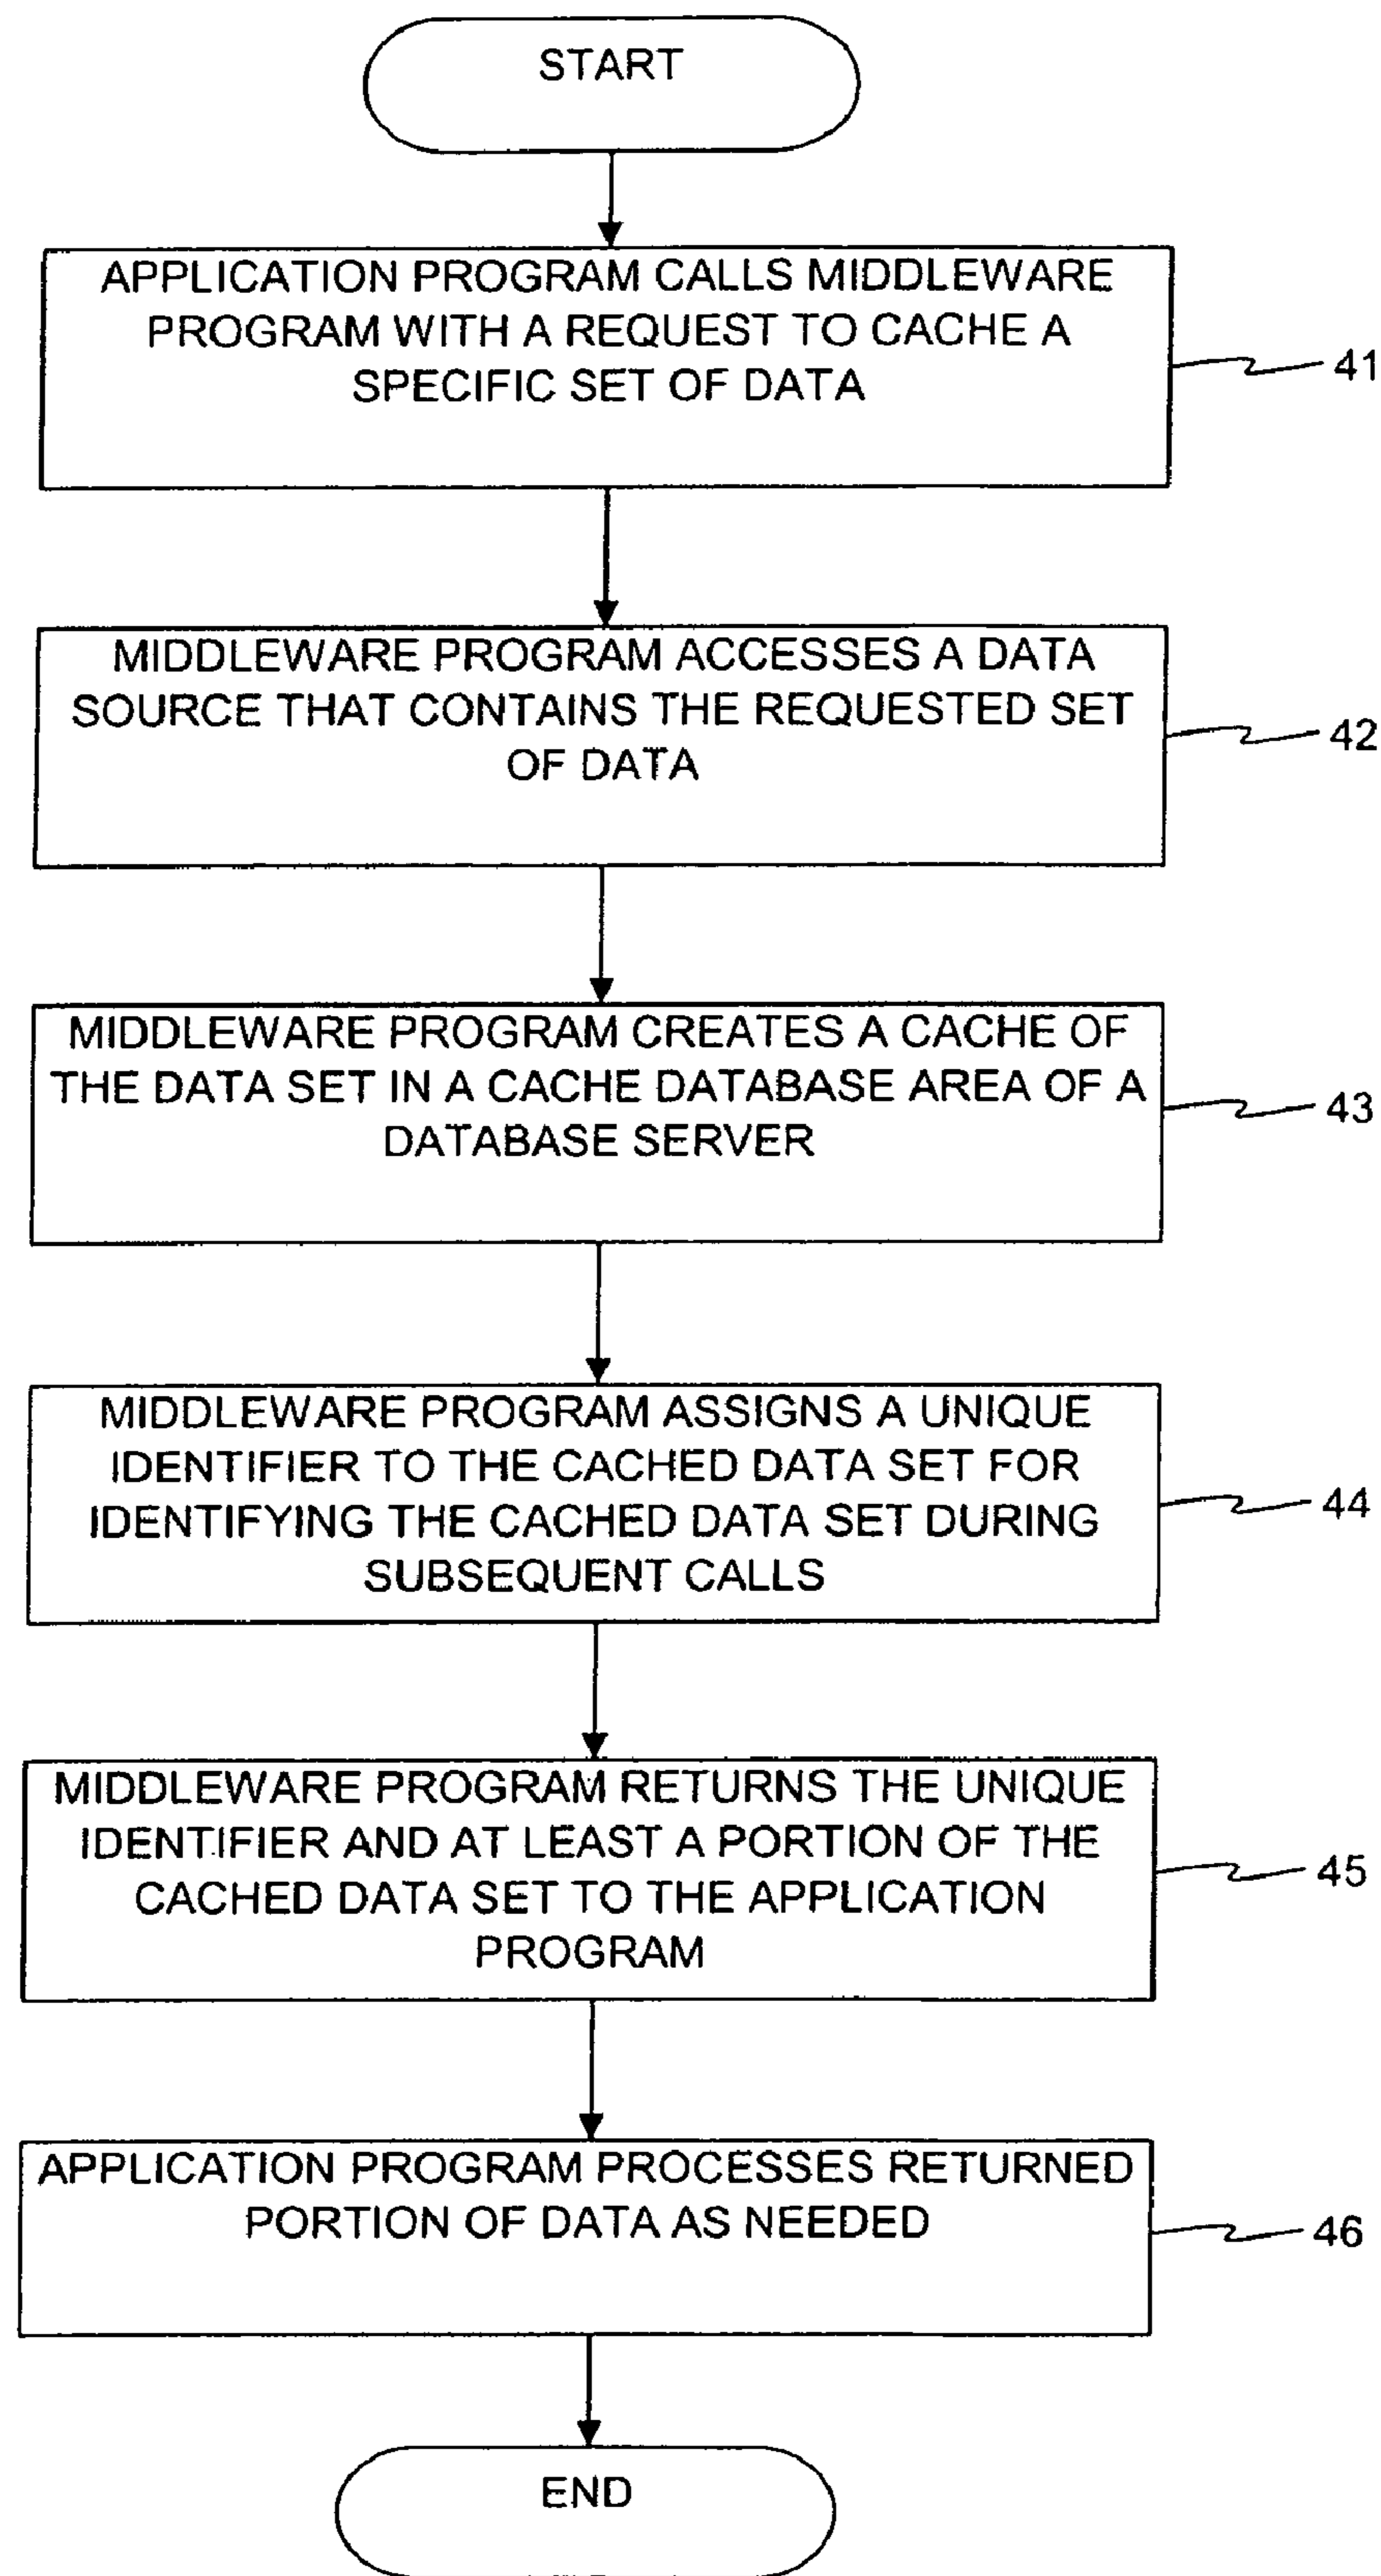 START
APPLICATION PROGRAM CALLS MIDDLEWARE
PROGRAM WITH A REQUEST TO CACHE A
SPECIFIC SET OF DATA
41
MIDDLEWARE PROGRAM ACCESSES A DATA
SOURCE THAT CONTAINS THE REQUESTED SET
OF DATA
42
MIDDLEWARE PROGRAM CREATES A CACHE OF
THE DATA SET IN A CACHE DATABASE AREA OF A
DATABASE SERVER
43
MIDDLEWARE PROGRAM ASSIGNS A UNIQUE
IDENTIFIER TO THE CACHED DATA SET FOR
IDENTIFYING THE CACHED DATA SET DURING
SUBSEQUENT CALLS
44
MIDDLEWARE PROGRAM RETURNS THE UNIQUE
IDENTIFIER AND AT LEAST A PORTION OF THE
CACHED DATA SET TO THE APPLICATION
PROGRAM
45
APPLICATION PROGRAM PROCESSES RETURNED
PORTION OF DATA AS NEEDED
46
END